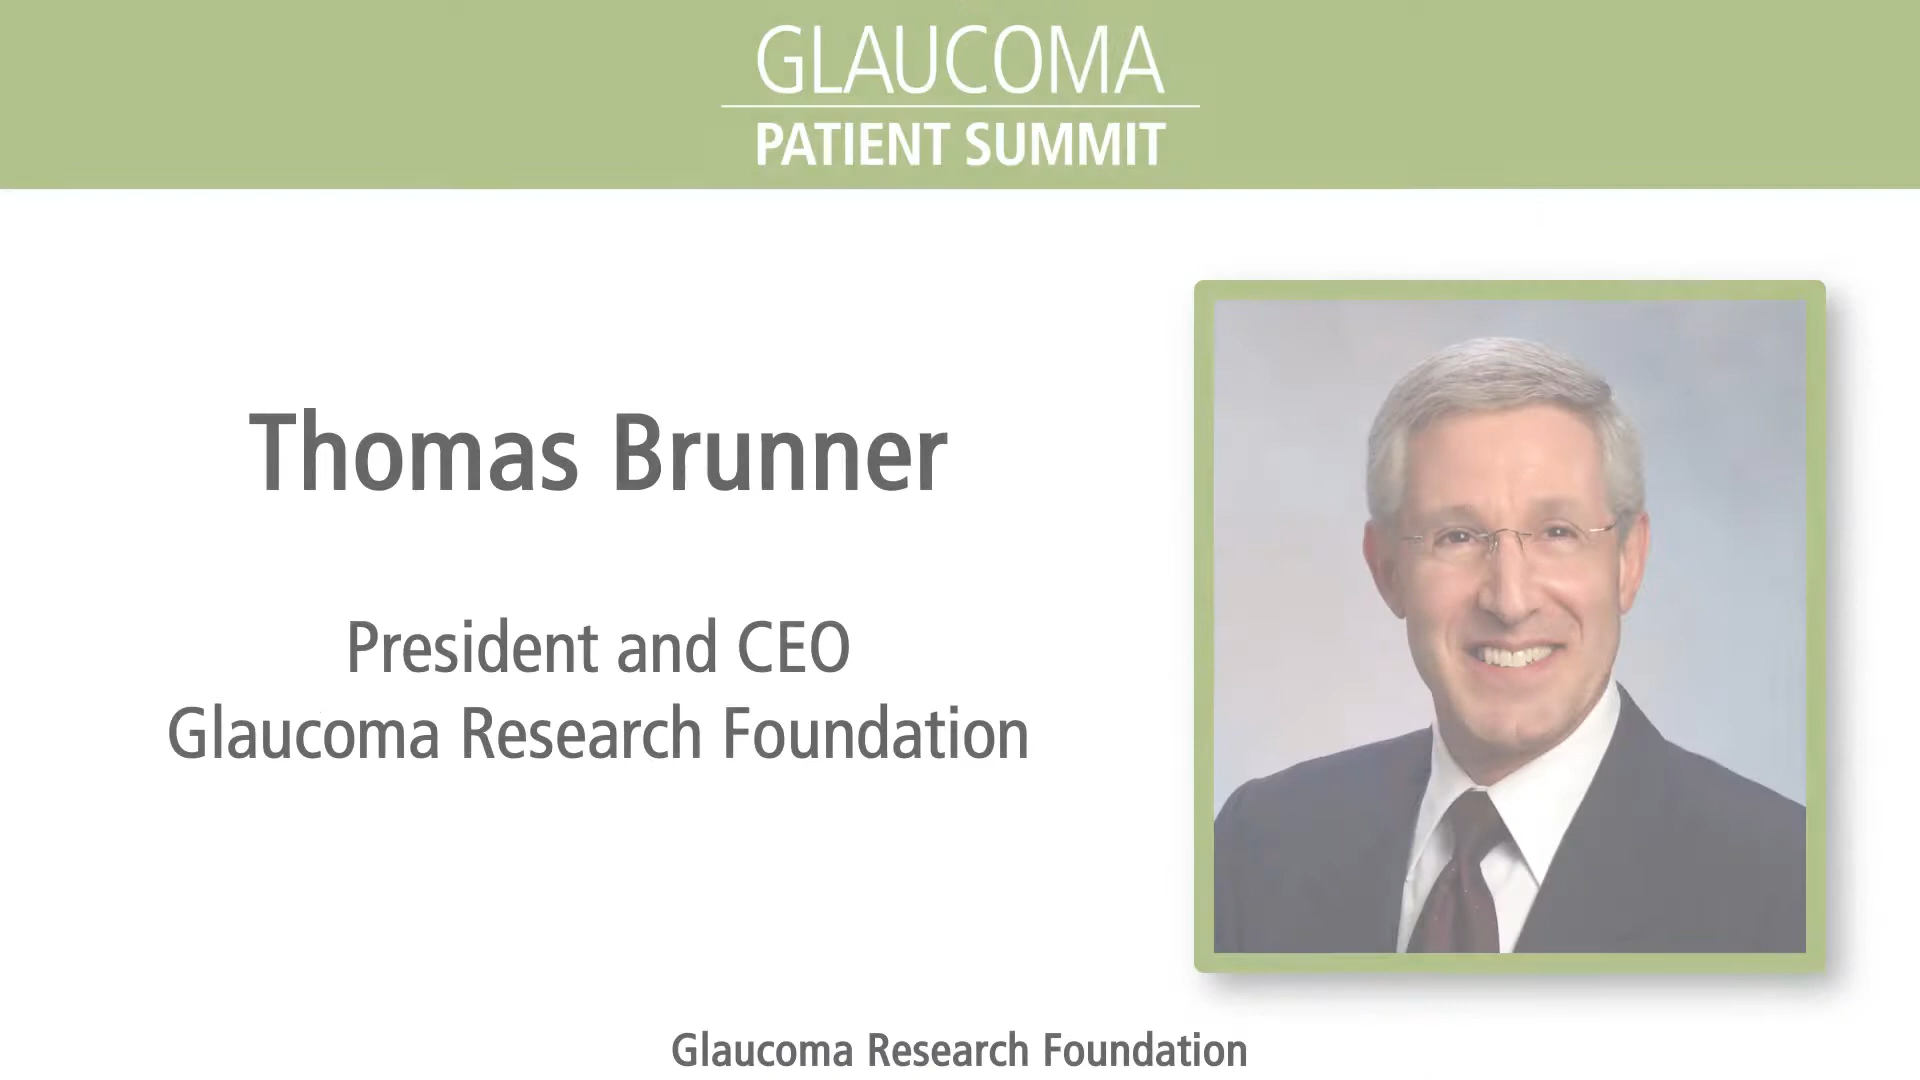 GLAUCOMA
PATIENT SUMMIT
Thomas Brunner
President and CEO
Glaucoma Research Foundation
Glaucoma Research Foundation